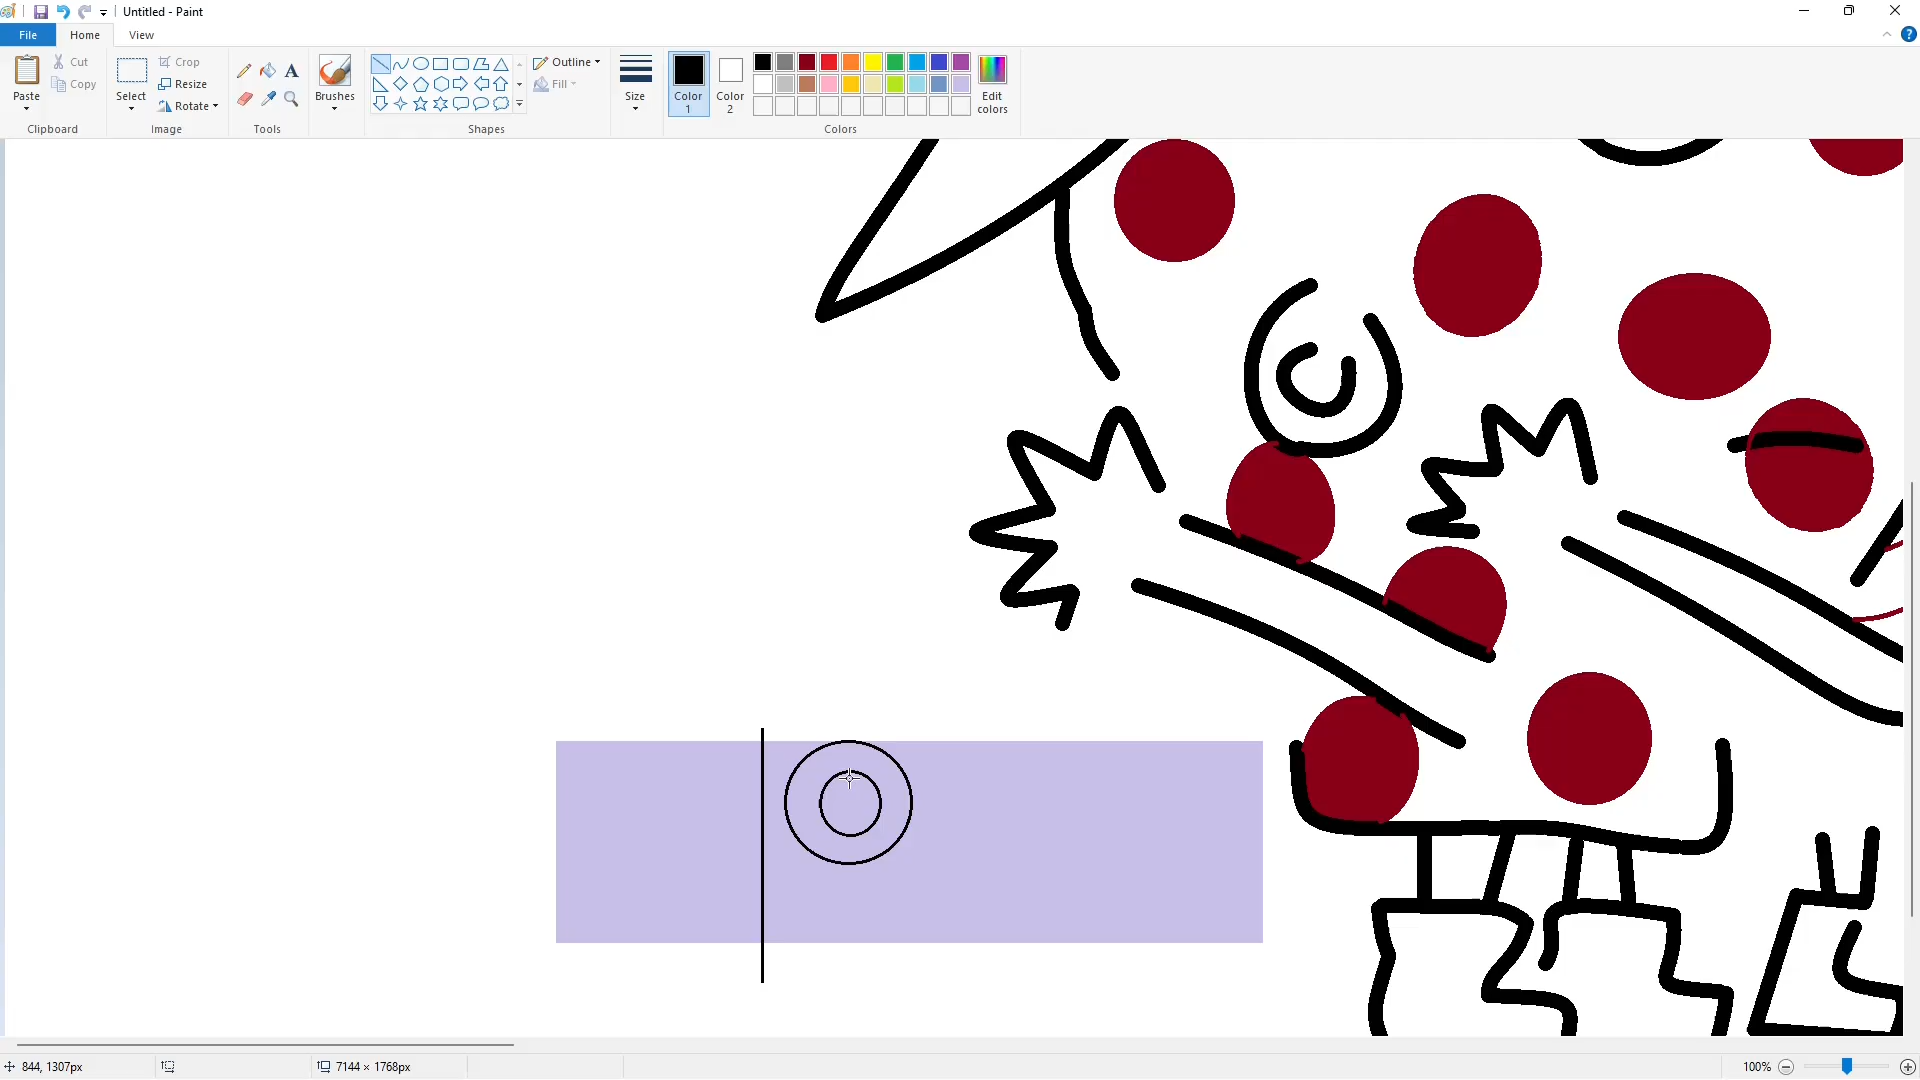 Untitled - Paint
File Home View
Paste
Cut
Copy
Clipboard
Select
Crop
Resize
Rotate
Image
A
Tools
Brushes
Shapes
Outline
Fill
Size
Color 1
Color 2
Edit colors
Colors
844, 1307px
7144 × 1768px
100%